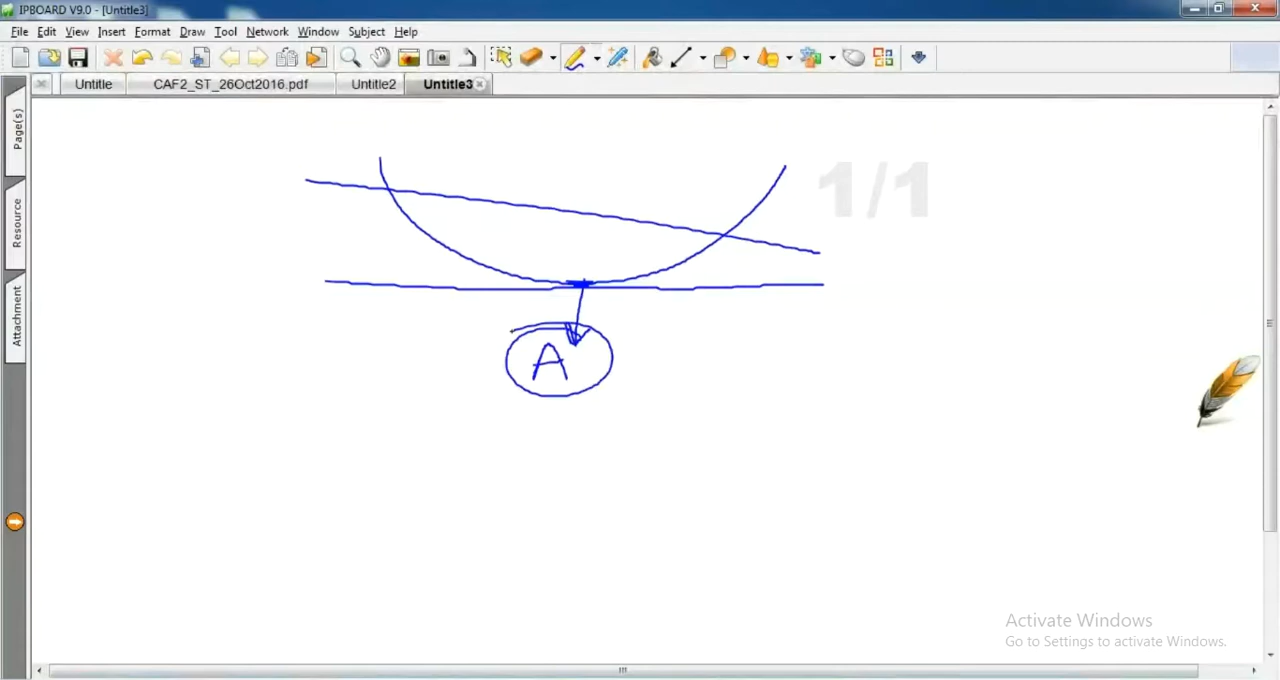 IPBOARD V9.0 - [Untitle3]
File Edit View Insert Format Draw Tool Network Window Subject Help
Untitle CAF2_ST_26Oct2016.pdf Untitle2 Untitle3
Page(s)
Resource
Attachment
1/1
A
Activate Windows
Go to Settings to activate Windows.